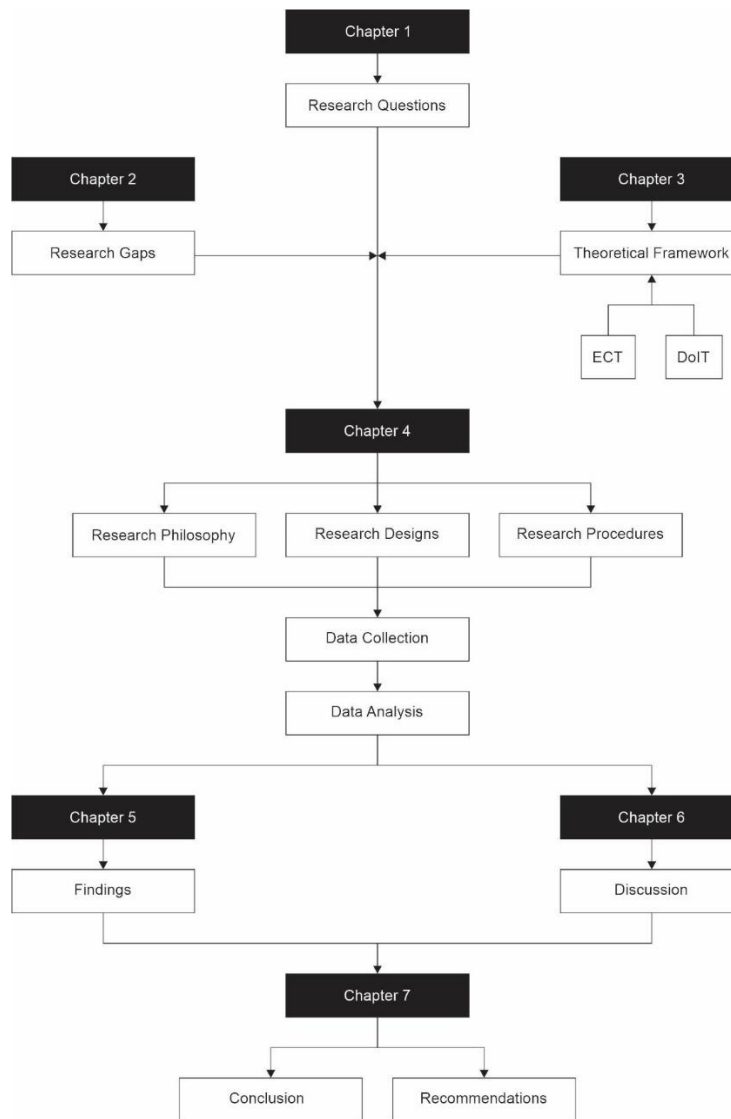 Chapter 1
Research Questions
Chapter 2
Chapter 3
Research Gaps
Theoretical Framework
ECT
DoIT
Chapter 4
Research Philosophy
Research Designs
Research Procedures
Data Collection
Data Analysis
Chapter 5
Chapter 6
Findings
Discussion
Chapter 7
Conclusion
Recommendations